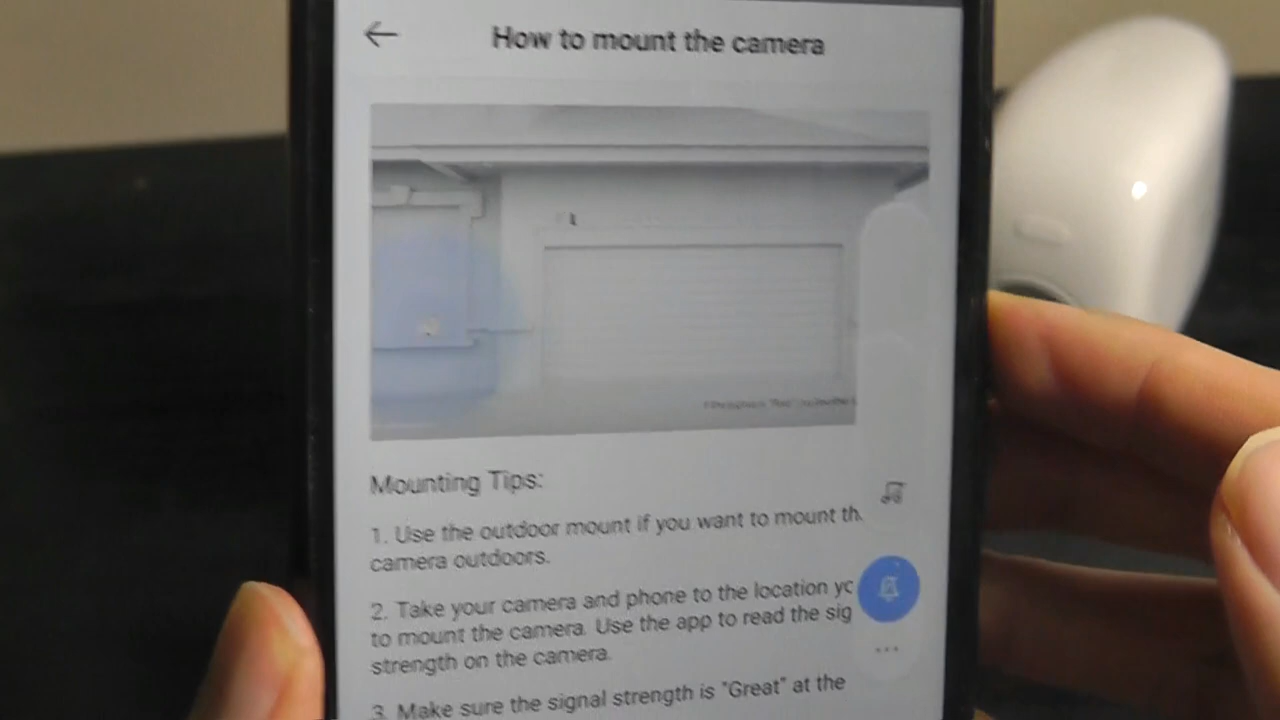 How to mount the camera
Mounting Tips:
1. Use the outdoor mount if you want to mount th
camera outdoors.
2. Take your camera and phone to the location yo
to mount the camera. Use the app to read the sig
strength on the camera.
3. Make sure the signal strength is "Great" at the